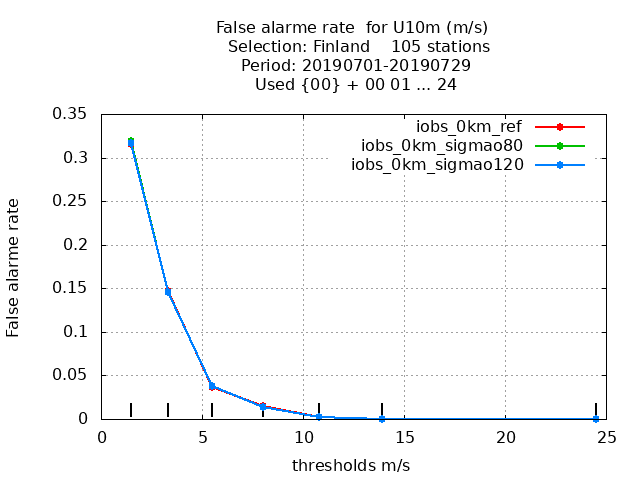 False alarme rate  for U10m (m/s)
Selection: Finland    105 stations
Period: 20190701-20190729
Used {00} + 00 01 ... 24
iobs_0km_ref
iobs_0km_sigmao80
iobs_0km_sigmao120
False alarme rate
0.35
0.3
0.25
0.2
0.15
0.1
0.05
0
0 5 10 15 20 25
thresholds m/s